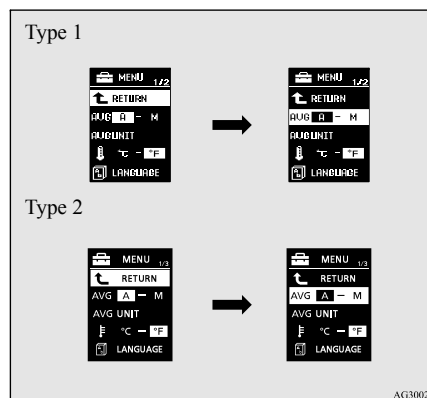 Type 1
MENU 1/2
RETURN
AVG A - M
AVG UNIT
°C - °F
LANGUAGE
MENU 1/2
RETURN
AVG A - M
AVG UNIT
°C - °F
LANGUAGE
Type 2
MENU 1/3
RETURN
AVG A - M
AVG UNIT
°C - °F
LANGUAGE
MENU 1/3
RETURN
AVG A - M
AVG UNIT
°C - °F
LANGUAGE
AG3002